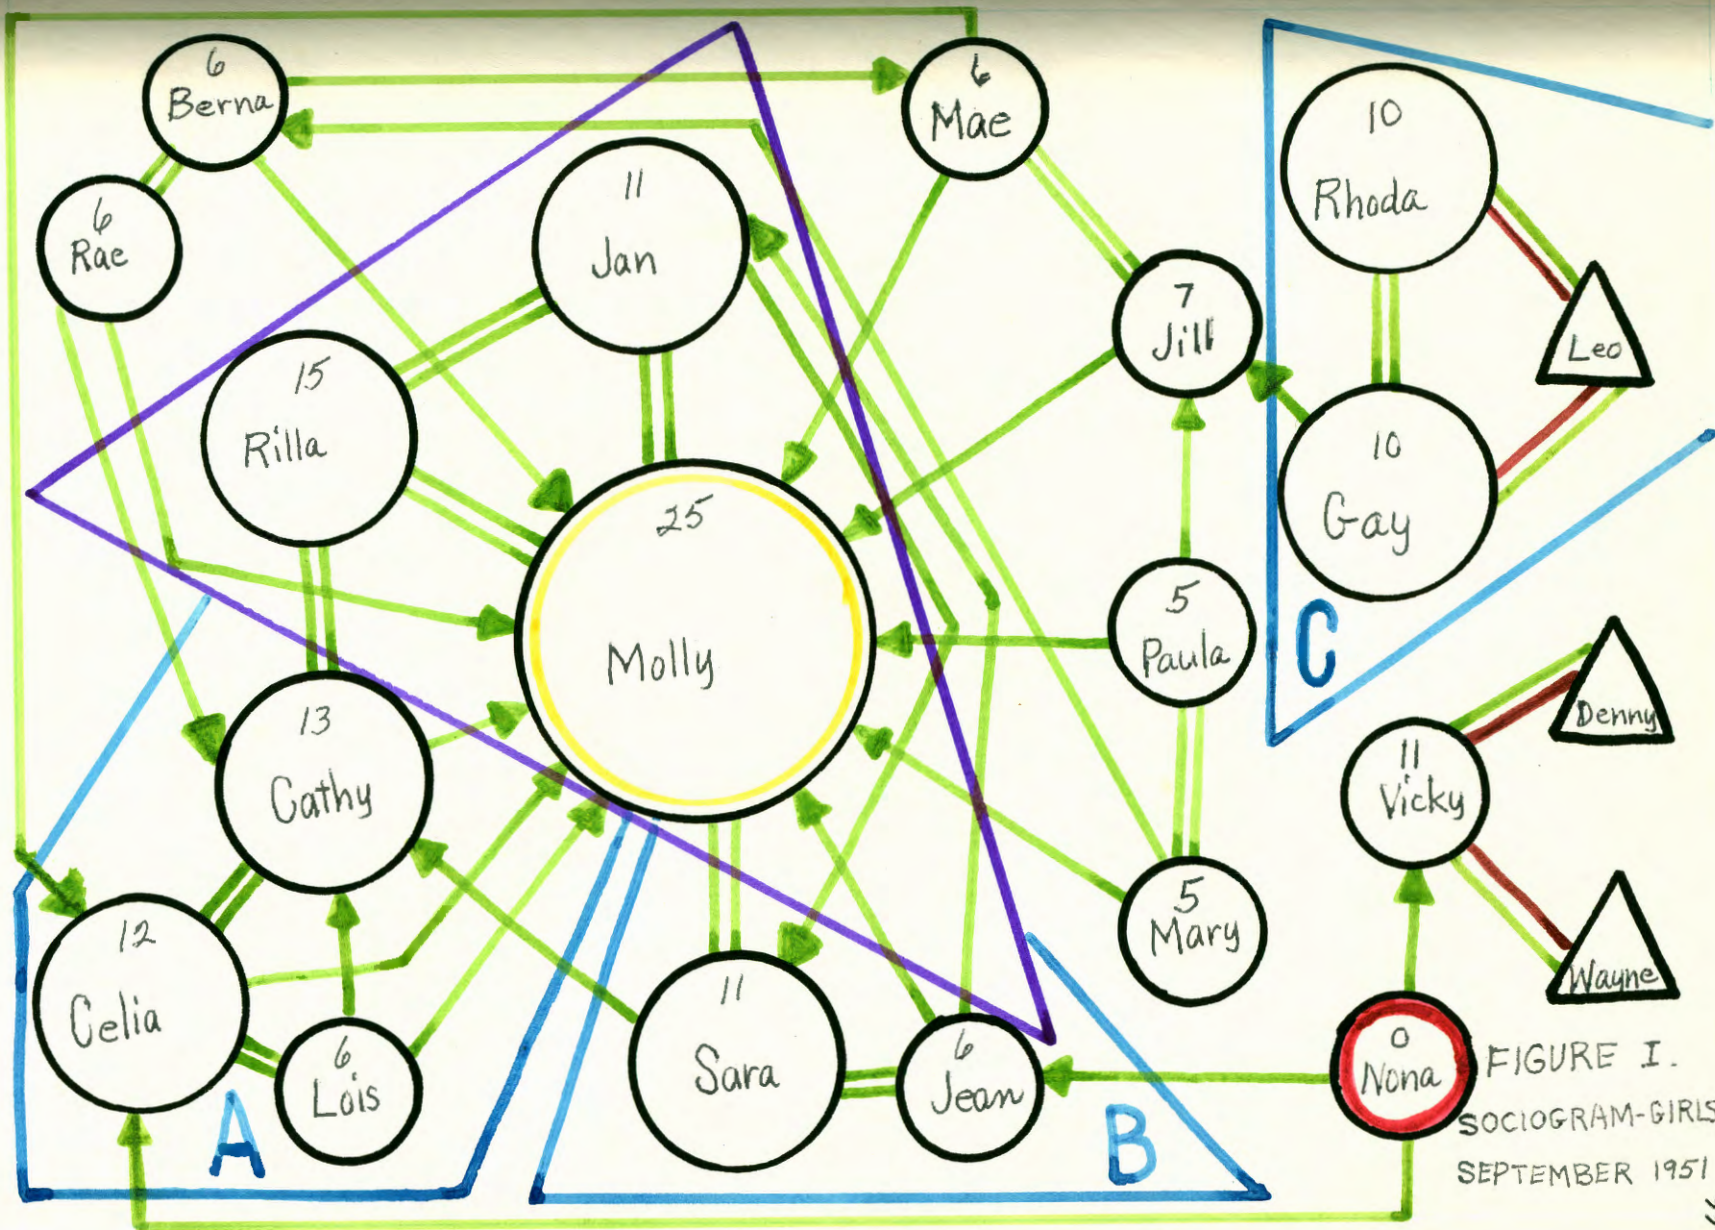 6
Berna
6
Mae
10
Rhoda
6
Rae
11
Jan
7
Jill
Leo
15
Rilla
10
Gay
25
Molly
5
Paula
C
Denny
13
Cathy
11
Vicky
12
Celia
5
Mary
Wayne
6
Lois
11
Sara
6
Jean
0
Nona
A
B
FIGURE I.
SOCIOGRAM-GIRLS
SEPTEMBER 1951